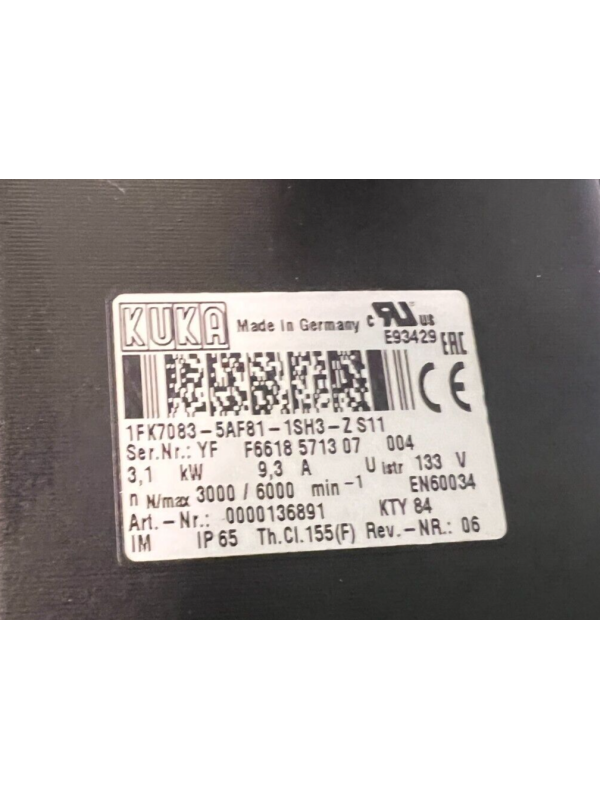 KUKA Made in Germany c RU us
E93429 EAC
CE
1FK7083-5AF81-1SH3-Z S11
Ser.Nr.: YF F6618 5713 07 004
3,1 kW 9,3 A U Istr 133 V
n N/max 3000 / 6000 min -1 EN60034
Art.-Nr.: 0000136891 KTY 84
IM IP 65 Th.Cl.155(F) Rev.-NR.: 06